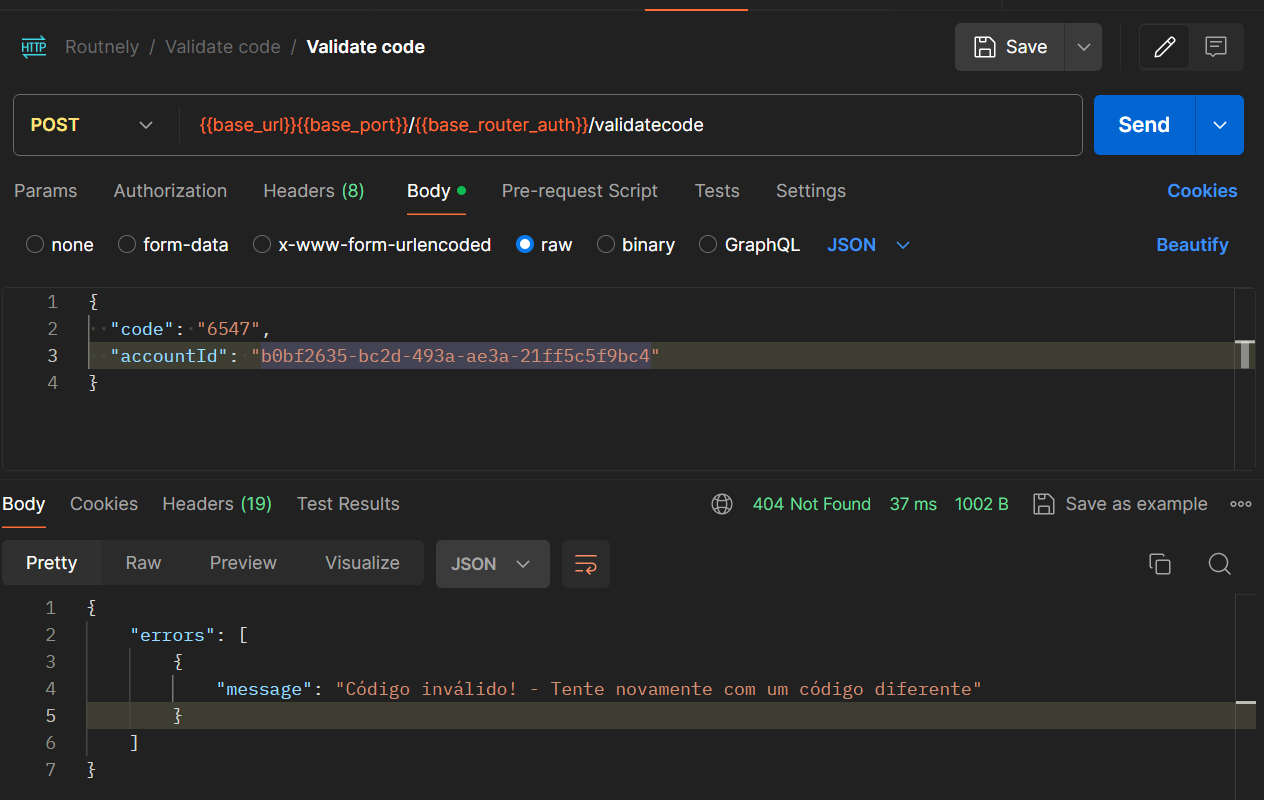 HTTP Routnely / Validate code / Validate code Save
POST {{base_url}}{{base_port}}/{{base_router_auth}}/validatecode Send
Params Authorization Headers (8) Body Pre-request Script Tests Settings Cookies
none form-data x-www-form-urlencoded raw binary GraphQL JSON Beautify
1 {
2 "code": "6547",
3 "accountId": "b0bf2635-bc2d-493a-ae3a-21ff5c5f9bc4"
4 }
Body Cookies Headers (19) Test Results 404 Not Found 37 ms 1002 B Save as example
Pretty Raw Preview Visualize JSON
1 {
2 "errors": [
3 {
4 "message": "Código inválido! - Tente novamente com um código diferente"
5 }
6 ]
7 }